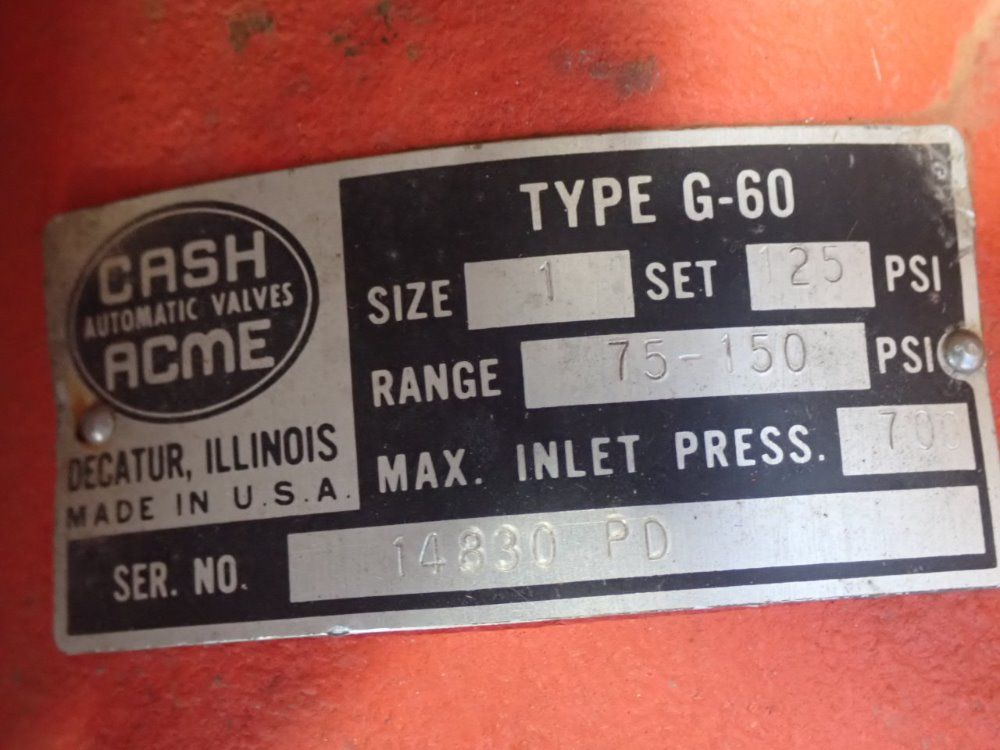 CASH
AUTOMATIC VALVES
ACME
DECATUR, ILLINOIS
MADE IN U.S.A.
TYPE G-60
SIZE 1 SET 125 PSI
RANGE 75-150 PSI
MAX. INLET PRESS. 700
SER. NO. 14830 PD